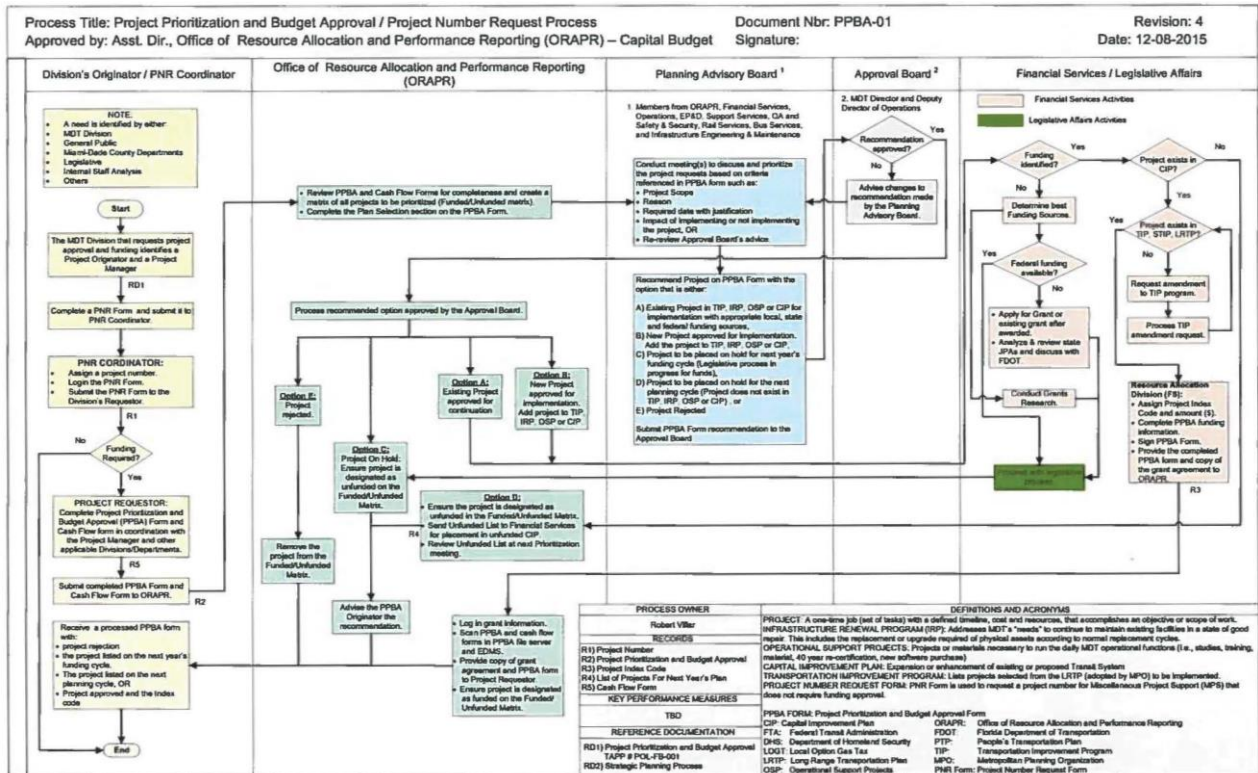 Process Title: Project Prioritization and Budget Approval / Project Number Request Process
Document Nbr: PPBA-01
Revision: 4
Approved by: Asst. Dir., Office of Resource Allocation and Performance Reporting (ORAPR) – Capital Budget
Signature:
Date: 12-08-2015
Division's Originator / PNR Coordinator
Office of Resource Allocation and Performance Reporting
(ORAPR)
Planning Advisory Board 1
Approval Board 2
Financial Services / Legislative Affairs
NOTE:
• A need is identified by either:
• MDT Division
• General Public
• Miami-Dade County Departments
• Legislative
• Internal Staff Analysis
• Others
Start
The MDT Division that requests project
approval and funding identifies a
Project Originator and a Project
Manager
RD1
Complete a PNR Form and submit it to
PNR Coordinator.
PNR CORDINATOR:
• Assign a project number.
• Login the PNR Form.
• Submit the PNR Form to the
Division's Requestor.
R1
No
Funding
Required?
Yes
PROJECT REQUESTOR:
Complete Project Prioritization and
Budget Approval (PPBA) Form and
Cash Flow form in coordination with
the Project Manager and other
applicable Divisions/Departments.
R5
Submit completed PPBA Form and
Cash Flow Form to ORAPR.
R2
Receive a processed PPBA form
with:
• project rejection
• the project listed on the next year's
funding cycle.
• The project listed on the next
planning cycle, OR
• Project approved and the Index
code
End
• Review PPBA and Cash Flow Forms for completeness and create a
matrix of all projects to be prioritized (Funded/Unfunded matrix).
• Complete the Plan Selection section on the PPBA Form.
Process recommended option approved by the Approval Board.
Option E:
Project
rejected.
Option A:
Existing Project
approved for
continuation
Option B:
New Project
approved for
implementation.
Add project to TIP,
IRP, OSP or CIP.
Option C:
Project On Hold:
Ensure project is
designated as
unfunded on the
Funded/Unfunded
Matrix.
Option D:
• Ensure the project is designated as
unfunded in the Funded/Unfunded Matrix.
• Send Unfunded List to Financial Services
for placement in unfunded CIP.
• Review Unfunded List at next Prioritization
meeting.
R4
Remove the
project from the
Funded/Unfunded
Matrix.
Advise the PPBA
Originator the
recommendation.
• Log in grant information.
• Scan PPBA and cash flow
forms in PPBA file server
and EDMS.
• Provide copy of grant
agreement and PPBA form
to Project Requestor.
• Ensure project is designated
as funded on the Funded/
Unfunded Matrix.
1. Members from ORAPR, Financial Services,
Operations, EP&D, Support Services, QA and
Safety & Security, Rail Services, Bus Services,
and Infrastructure Engineering & Maintenance
Conduct meeting(s) to discuss and prioritize
the project requests based on criteria
referenced in PPBA form such as:
• Project Scope
• Reason
• Required date with justification
• Impact of implementing or not implementing
the project, OR
• Re-review Approval Board's advice.
Recommend Project on PPBA Form with the
option that is either:
A) Existing Project in TIP, IRP, OSP or CIP for
implementation with appropriate local, state
and federal funding sources,
B) New Project approved for implementation.
Add the project to TIP, IRP, OSP or CIP.
C) Project to be placed on hold for next year's
funding cycle (Legislative process in
progress for funds),
D) Project to be placed on hold for the next
planning cycle (Project does not exist in
TIP, IRP, OSP or CIP) , or
E) Project Rejected
Submit PPBA Form recommendation to the
Approval Board
2. MDT Director and Deputy
Director of Operations
Recommendation
approved?
Yes
No
Advise changes to
recommendation made
by the Planning
Advisory Board.
Financial Services Activities
Legislative Affairs Activities
Funding
identified?
Yes
Project exists in
CIP?
No
No
Yes
Determine best
Funding Sources.
Yes
Project exists in
TIP, STIP, LRTP?
Yes
Federal funding
available?
No
No
Request amendment
to TIP program.
Process TIP
amendment request.
• Apply for Grant or
existing grant after
awarded.
• Analyze & review state
JPAs and discuss with
FDOT.
Conduct Grants
Research.
Proceed with legislative
process.
Resource Allocation
Division (FS):
• Assign Project Index
Code and amount ($).
• Complete PPBA funding
information.
• Sign PPBA Form.
• Provide the completed
PPBA form and copy of
the grant agreement to
ORAPR.
R3
PROCESS OWNER
Robert Villar
RECORDS
R1) Project Number
R2) Project Prioritization and Budget Approval
R3) Project Index Code
R4) List of Projects For Next Year's Plan
R5) Cash Flow Form
KEY PERFORMANCE MEASURES
TBD
REFERENCE DOCUMENTATION
RD1) Project Prioritization and Budget Approval
TAPP # POL-FB-001
RD2) Strategic Planning Process
DEFINITIONS AND ACRONYMS
PROJECT: A one-time job (set of tasks) with a defined timeline, cost and resources, that accomplishes an objective or scope of work.
INFRASTRUCTURE RENEWAL PROGRAM (IRP): Addresses MDT's "needs" to continue to maintain existing facilities in a state of good
repair. This includes the replacement or upgrade required of physical assets according to normal replacement cycles.
OPERATIONAL SUPPORT PROJECTS: Projects or materials necessary to run the daily MDT operational functions (I.e., studies, training,
material, 40 year re-certification, new software purchase)
CAPITAL IMPROVEMENT PLAN: Expansion or enhancement of existing or proposed Transit System
TRANSPORTATION IMPROVEMENT PROGRAM: Lists projects selected from the LRTP (adopted by MPO) to be implemented.
PROJECT NUMBER REQUEST FORM: PNR Form is used to request a project number for Miscellaneous Project Support (MPS) that
does not require funding approval.
PPBA FORM: Project Prioritization and Budget Approval Form
CIP: Capital Improvement Plan
ORAPR: Office of Resource Allocation and Performance Reporting
FTA: Federal Transit Administration
FDOT: Florida Department of Transportation
DHS: Department of Homeland Security
PTP: People's Transportation Plan
LOGT: Local Option Gas Tax
TIP: Transportation Improvement Program
LRTP: Long Range Transportation Plan
MPO: Metropolitan Planning Organization
OSP: Operational Support Projects
PNR Form: Project Number Request Form